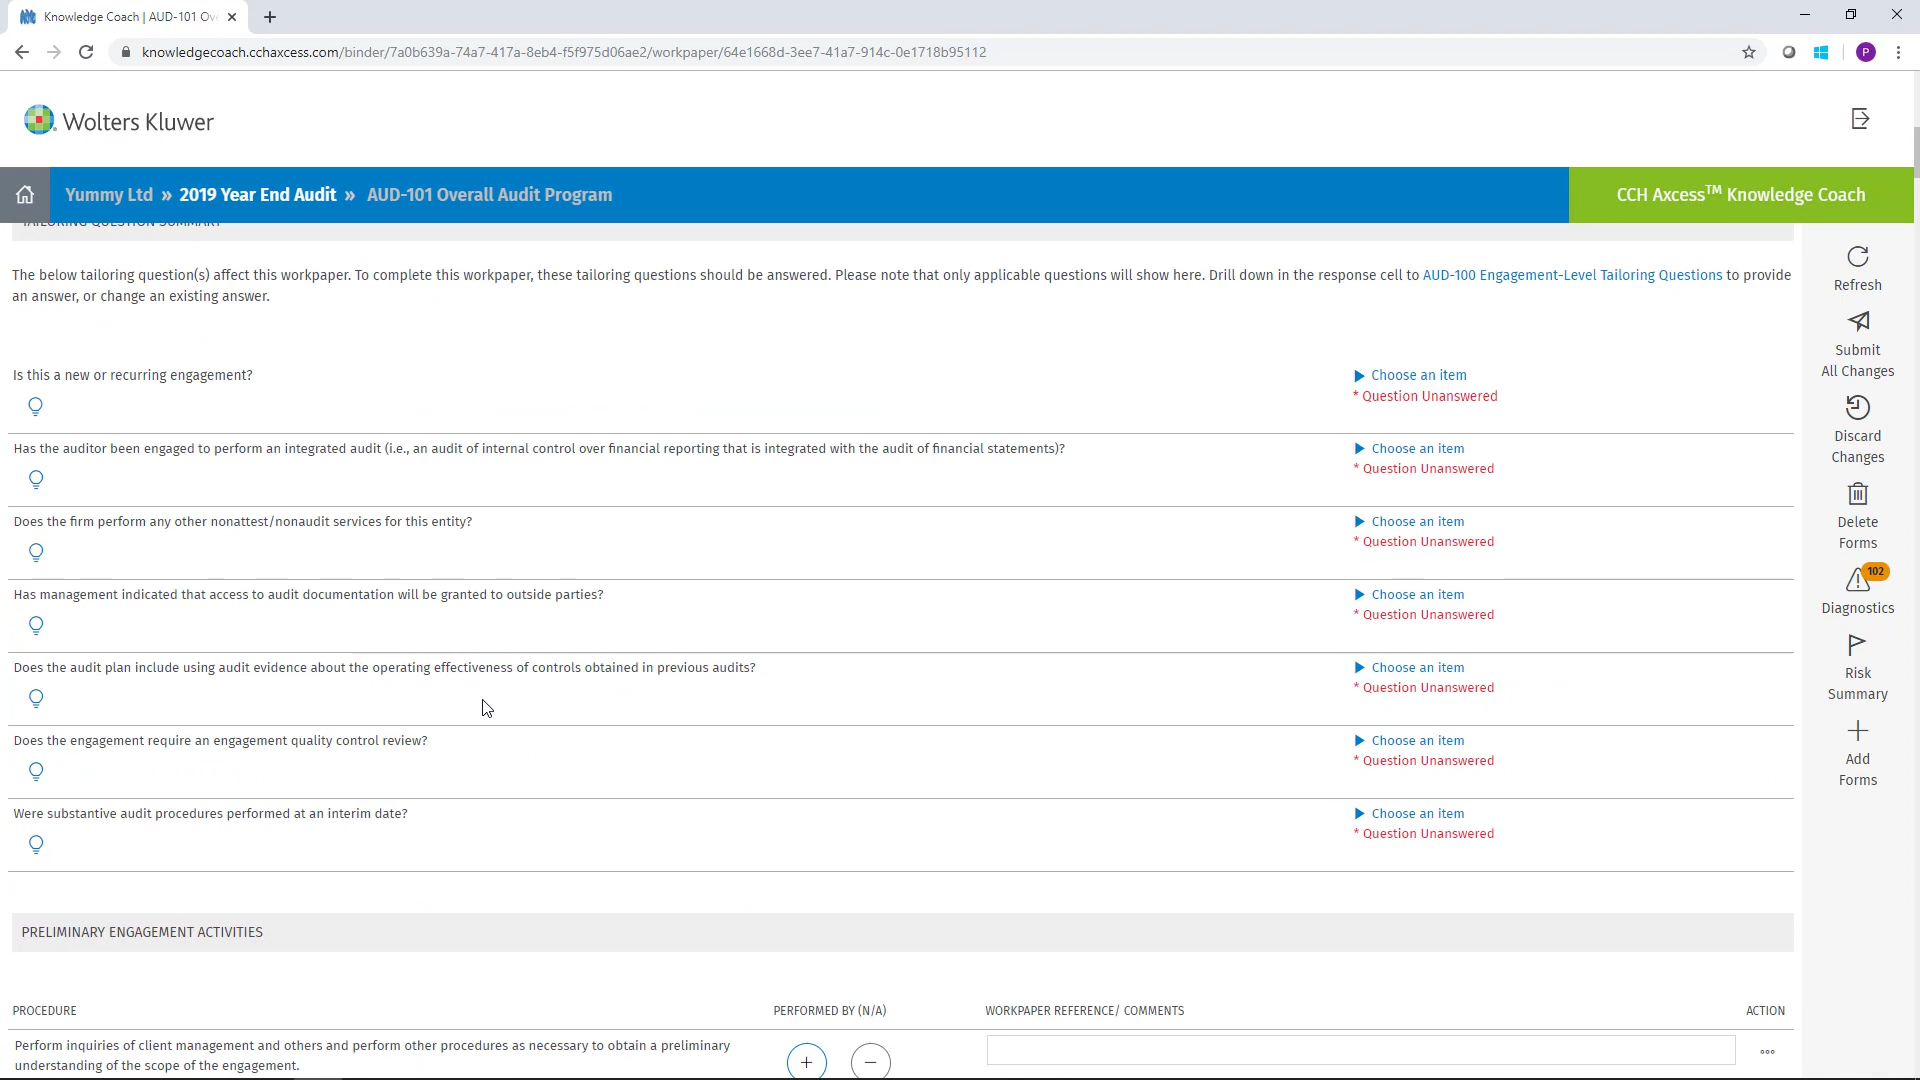 Knowledge Coach | AUD-101 Ov
knowledgecoach.cchaxcess.com/binder/7a0b639a-74a7-417a-8eb4-f5f975d06ae2/workpaper/64e1668d-3ee7-41a7-914c-0e1718b95112
P
Wolters Kluwer
Yummy Ltd » 2019 Year End Audit » AUD-101 Overall Audit Program
CCH Axcess™ Knowledge Coach
TAILORING QUESTION SUMMARY
The below tailoring question(s) affect this workpaper. To complete this workpaper, these tailoring questions should be answered. Please note that only applicable questions will show here. Drill down in the response cell to AUD-100 Engagement-Level Tailoring Questions to provide
an answer, or change an existing answer.
Is this a new or recurring engagement?
Choose an item
* Question Unanswered
Has the auditor been engaged to perform an integrated audit (i.e., an audit of internal control over financial reporting that is integrated with the audit of financial statements)?
Choose an item
* Question Unanswered
Does the firm perform any other nonattest/nonaudit services for this entity?
Choose an item
* Question Unanswered
Has management indicated that access to audit documentation will be granted to outside parties?
Choose an item
* Question Unanswered
Does the audit plan include using audit evidence about the operating effectiveness of controls obtained in previous audits?
Choose an item
* Question Unanswered
Does the engagement require an engagement quality control review?
Choose an item
* Question Unanswered
Were substantive audit procedures performed at an interim date?
Choose an item
* Question Unanswered
PRELIMINARY ENGAGEMENT ACTIVITIES
PROCEDURE
PERFORMED BY (N/A)
WORKPAPER REFERENCE/ COMMENTS
ACTION
Perform inquiries of client management and others and perform other procedures as necessary to obtain a preliminary
understanding of the scope of the engagement.
Refresh
Submit
All Changes
Discard
Changes
Delete
Forms
102
Diagnostics
Risk
Summary
Add
Forms